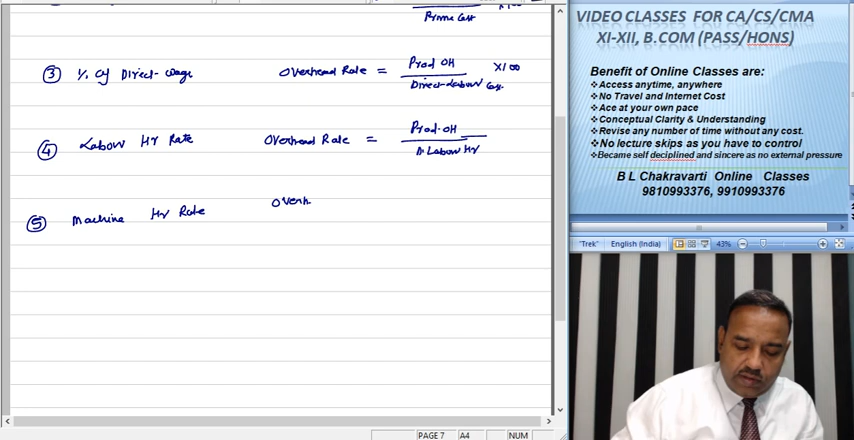 Prime Cost
③ % of Direct-wage Overhead Rate = Prod OH / Direct-Labour Cost X100
④ Labour Hr Rate Overhead Rate = Prod. OH / D. Labour Hr
⑤ Machine Hr Rate Overh
PAGE 7 A4 NUM
VIDEO CLASSES FOR CA/CS/CMA
XI-XII, B.COM (PASS/HONS)
Benefit of Online Classes are:
❖Access anytime, anywhere
❖No Travel and Internet Cost
❖Ace at your own pace
❖Conceptual Clarity & Understanding
❖Revise any number of time without any cost.
❖No lecture skips as you have to control
❖Became self deciplined and sincere as no external pressure
B L Chakravarti Online Classes
9810993376, 9910993376
"Trek" English (India) 43%